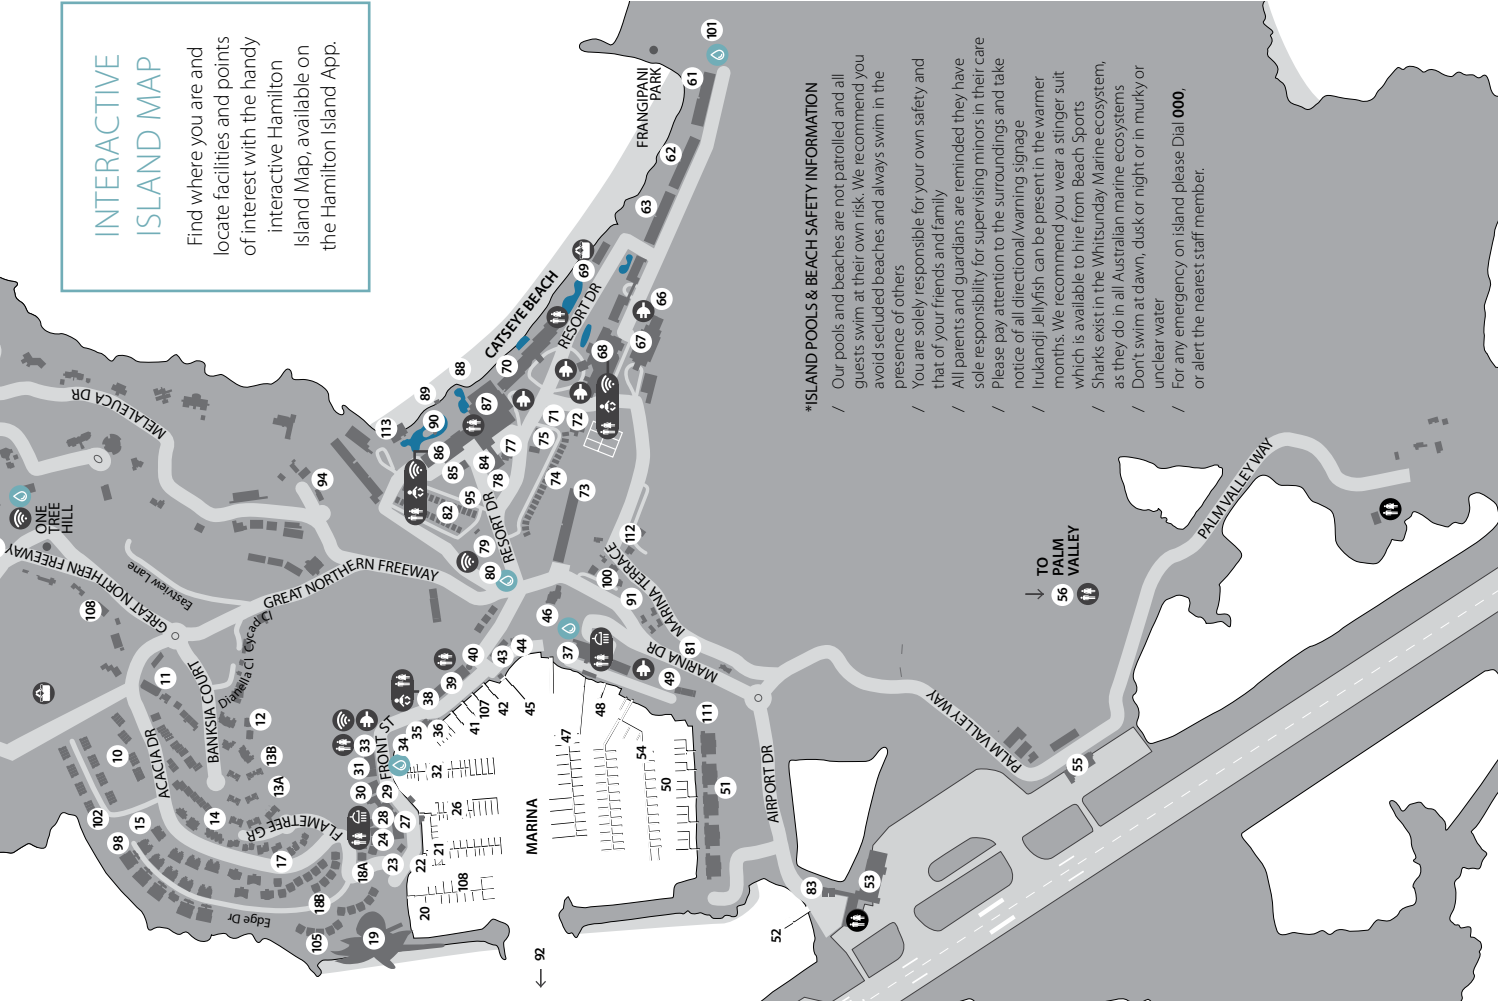 INTERACTIVE
ISLAND MAP
Find where you are and
locate facilities and points
of interest with the handy
interactive Hamilton
Island Map, available on
the Hamilton Island App.
FRANGIPANI
PARK
101
61
62
63
CATSEYE BEACH
69
RESORT DR
66
67
68
70
88
89
90
113
87
86
85
84
77
78
71
72
75
74
73
95
82
79
80
RESORT DR
94
MELALEUCA DR
ONE
TREE
HILL
GREAT NORTHERN FREEWAY
GREAT NORTHERN FREEWAY
Eastview Lane
108
Cycad Cl
Dianella Cl
BANKSIA COURT
ACACIA DR
FLAMETREE GR
Edge Dr
11
12
13B
13A
10
14
15
102
98
17
18A
18B
105
19
FRONT ST
33
31
30
29
28
24
27
23
22
21
20
108
26
32
34
35
36
38
39
40
43
44
41
107
42
45
46
37
47
48
49
54
50
51
111
81
91
100
112
MARINA TERRACE
MARINA DR
MARINA
92
AIRPORT DR
52
83
53
55
PALM VALLEY WAY
PALM VALLEY WAY
TO
PALM
VALLEY
56
*ISLAND POOLS & BEACH SAFETY INFORMATION
/ Our pools and beaches are not patrolled and all
guests swim at their own risk. We recommend you
avoid secluded beaches and always swim in the
presence of others
/ You are solely responsible for your own safety and
that of your friends and family
/ All parents and guardians are reminded they have
sole responsibility for supervising minors in their care
/ Please pay attention to the surroundings and take
notice of all directional/warning signage
/ Irukandji Jellyfish can be present in the warmer
months. We recommend you wear a stinger suit
which is available to hire from Beach Sports
/ Sharks exist in the Whitsunday Marine ecosystem,
as they do in all Australian marine ecosystems
/ Don't swim at dawn, dusk or night or in murky or
unclear water
/ For any emergency on island please Dial 000,
or alert the nearest staff member.